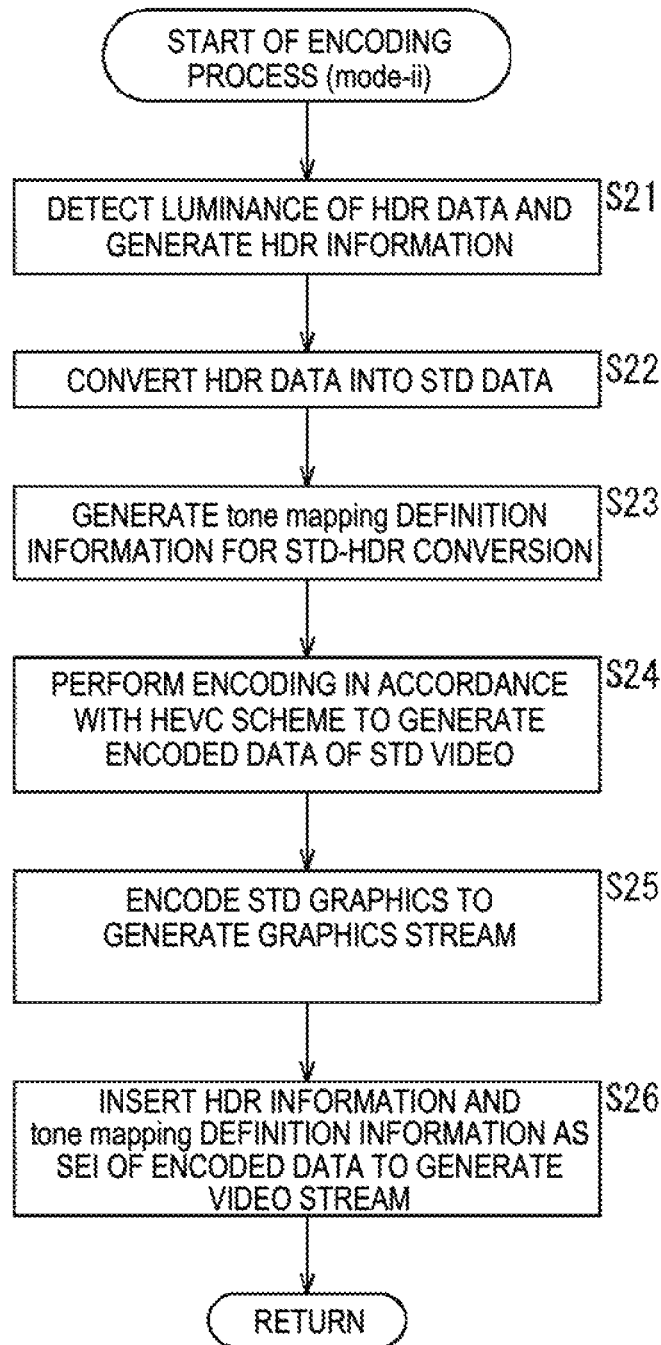 START OF ENCODING
PROCESS (mode-ii)
S21
DETECT LUMINANCE OF HDR DATA AND
GENERATE HDR INFORMATION
S22
CONVERT HDR DATA INTO STD DATA
S23
GENERATE tone mapping DEFINITION
INFORMATION FOR STD-HDR CONVERSION
S24
PERFORM ENCODING IN ACCORDANCE
WITH HEVC SCHEME TO GENERATE
ENCODED DATA OF STD VIDEO
S25
ENCODE STD GRAPHICS TO
GENERATE GRAPHICS STREAM
S26
INSERT HDR INFORMATION AND
tone mapping DEFINITION INFORMATION AS
SEI OF ENCODED DATA TO GENERATE
VIDEO STREAM
RETURN